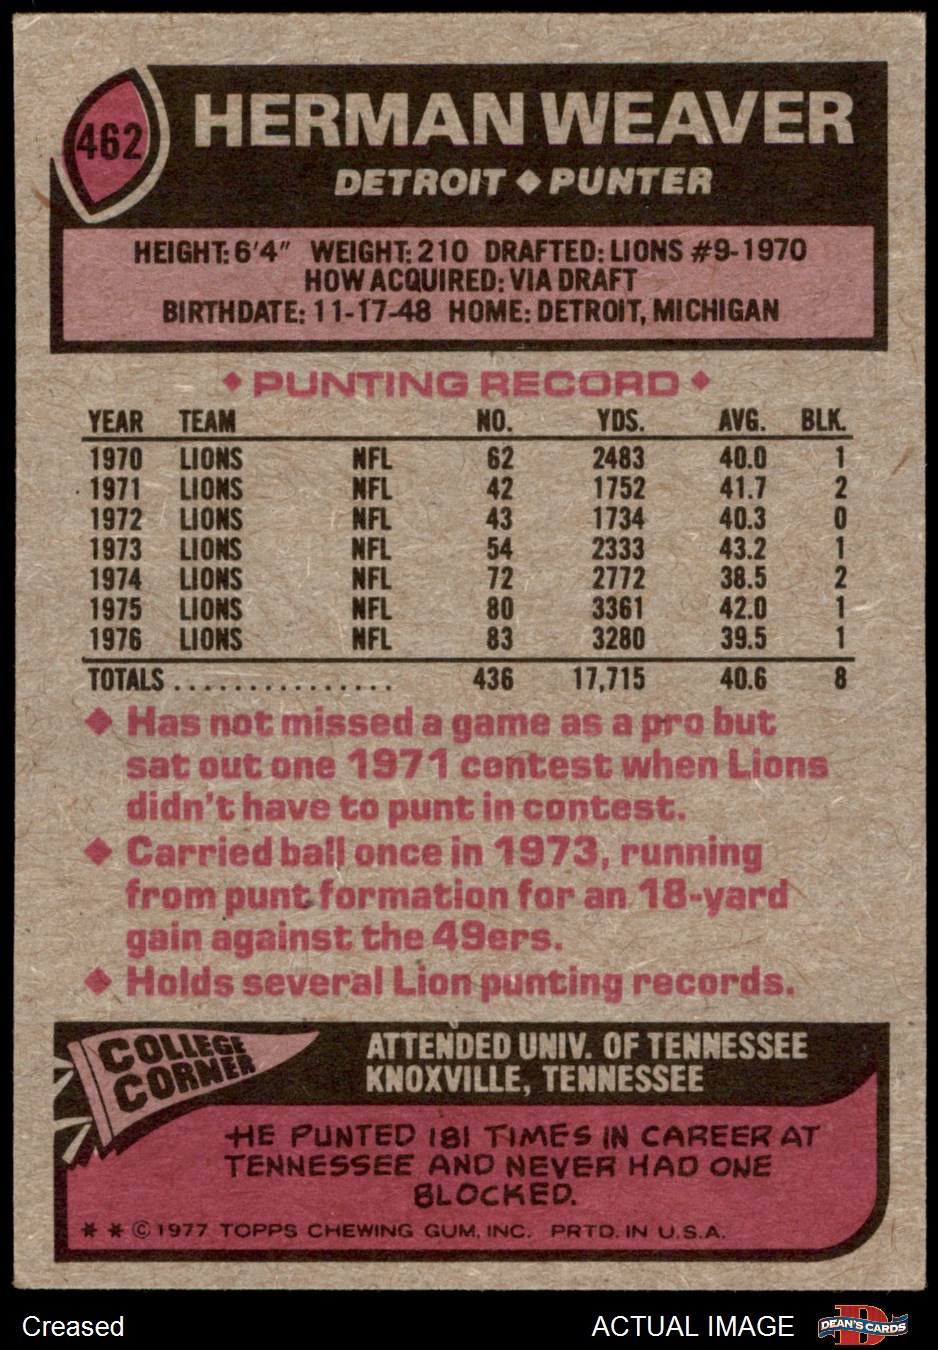 462
HERMAN WEAVER
DETROIT ◆ PUNTER
HEIGHT: 6'4" WEIGHT: 210 DRAFTED: LIONS #9-1970
HOW ACQUIRED: VIA DRAFT
BIRTHDATE: 11-17-48 HOME: DETROIT, MICHIGAN
◆ PUNTING RECORD ◆
YEAR TEAM NO. YDS. AVG. BLK.
1970 LIONS NFL 62 2483 40.0 1
1971 LIONS NFL 42 1752 41.7 2
1972 LIONS NFL 43 1734 40.3 0
1973 LIONS NFL 54 2333 43.2 1
1974 LIONS NFL 72 2772 38.5 2
1975 LIONS NFL 80 3361 42.0 1
1976 LIONS NFL 83 3280 39.5 1
TOTALS ............... 436 17,715 40.6 8
◆ Has not missed a game as a pro but
sat out one 1971 contest when Lions
didn't have to punt in contest.
◆ Carried ball once in 1973, running
from punt formation for an 18-yard
gain against the 49ers.
◆ Holds several Lion punting records.
COLLEGE
CORNER
ATTENDED UNIV. OF TENNESSEE
KNOXVILLE, TENNESSEE
HE PUNTED 181 TIMES IN CAREER AT
TENNESSEE AND NEVER HAD ONE
BLOCKED.
* * © 1977 TOPPS CHEWING GUM, INC. PRTD. IN U.S.A.
Creased
ACTUAL IMAGE
D
DEAN'S CARDS